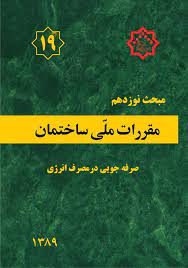 ۱۹
مبحث نوزدهم
مقررات ملّی ساختمان
صرفه جویی در مصرف انرژی
۱۳۸۹